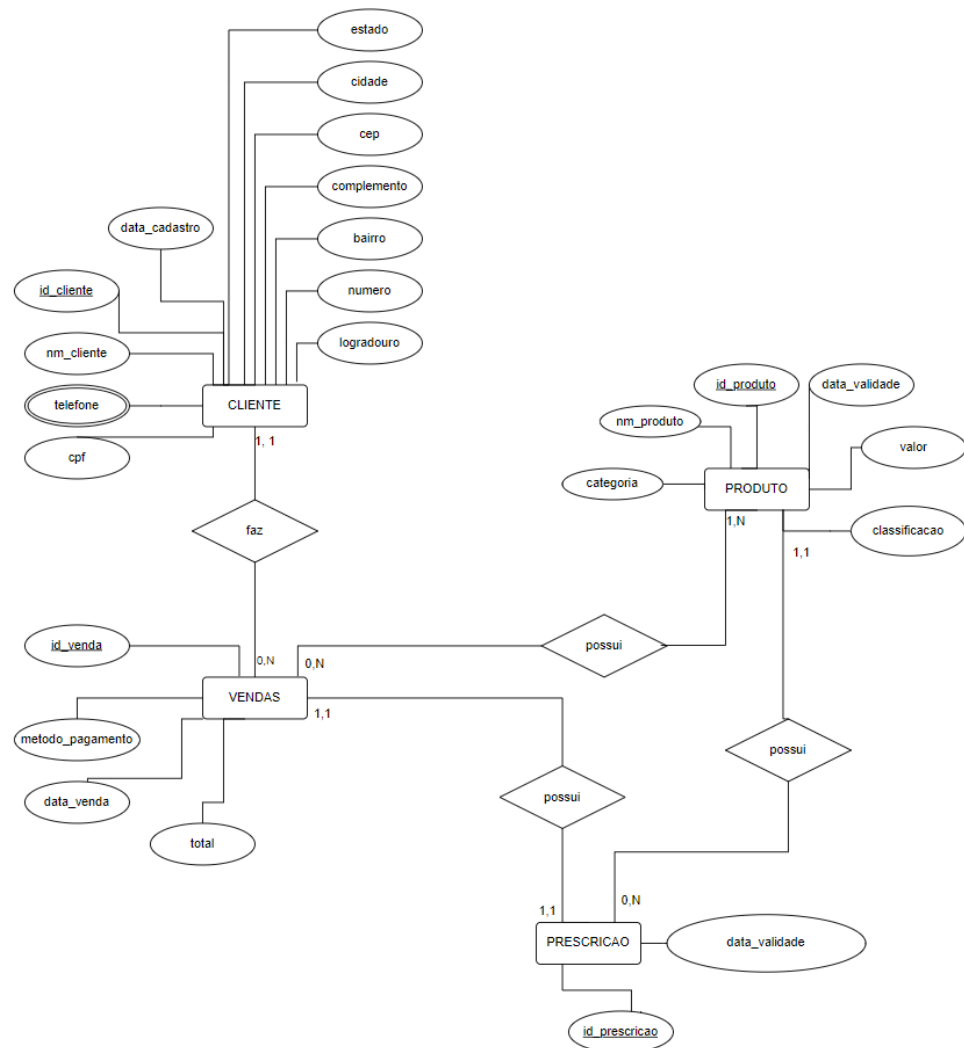 estado
cidade
cep
complemento
data_cadastro
bairro
id_cliente
numero
nm_cliente
logradouro
telefone
CLIENTE
cpf
1, 1
id_produto
data_validade
nm_produto
valor
categoria
PRODUTO
1,N
classificacao
1,1
faz
id_venda
possui
0,N
0,N
VENDAS
1,1
metodo_pagamento
possui
data_venda
possui
total
1,1
0,N
PRESCRICAO
data_validade
id_prescricao